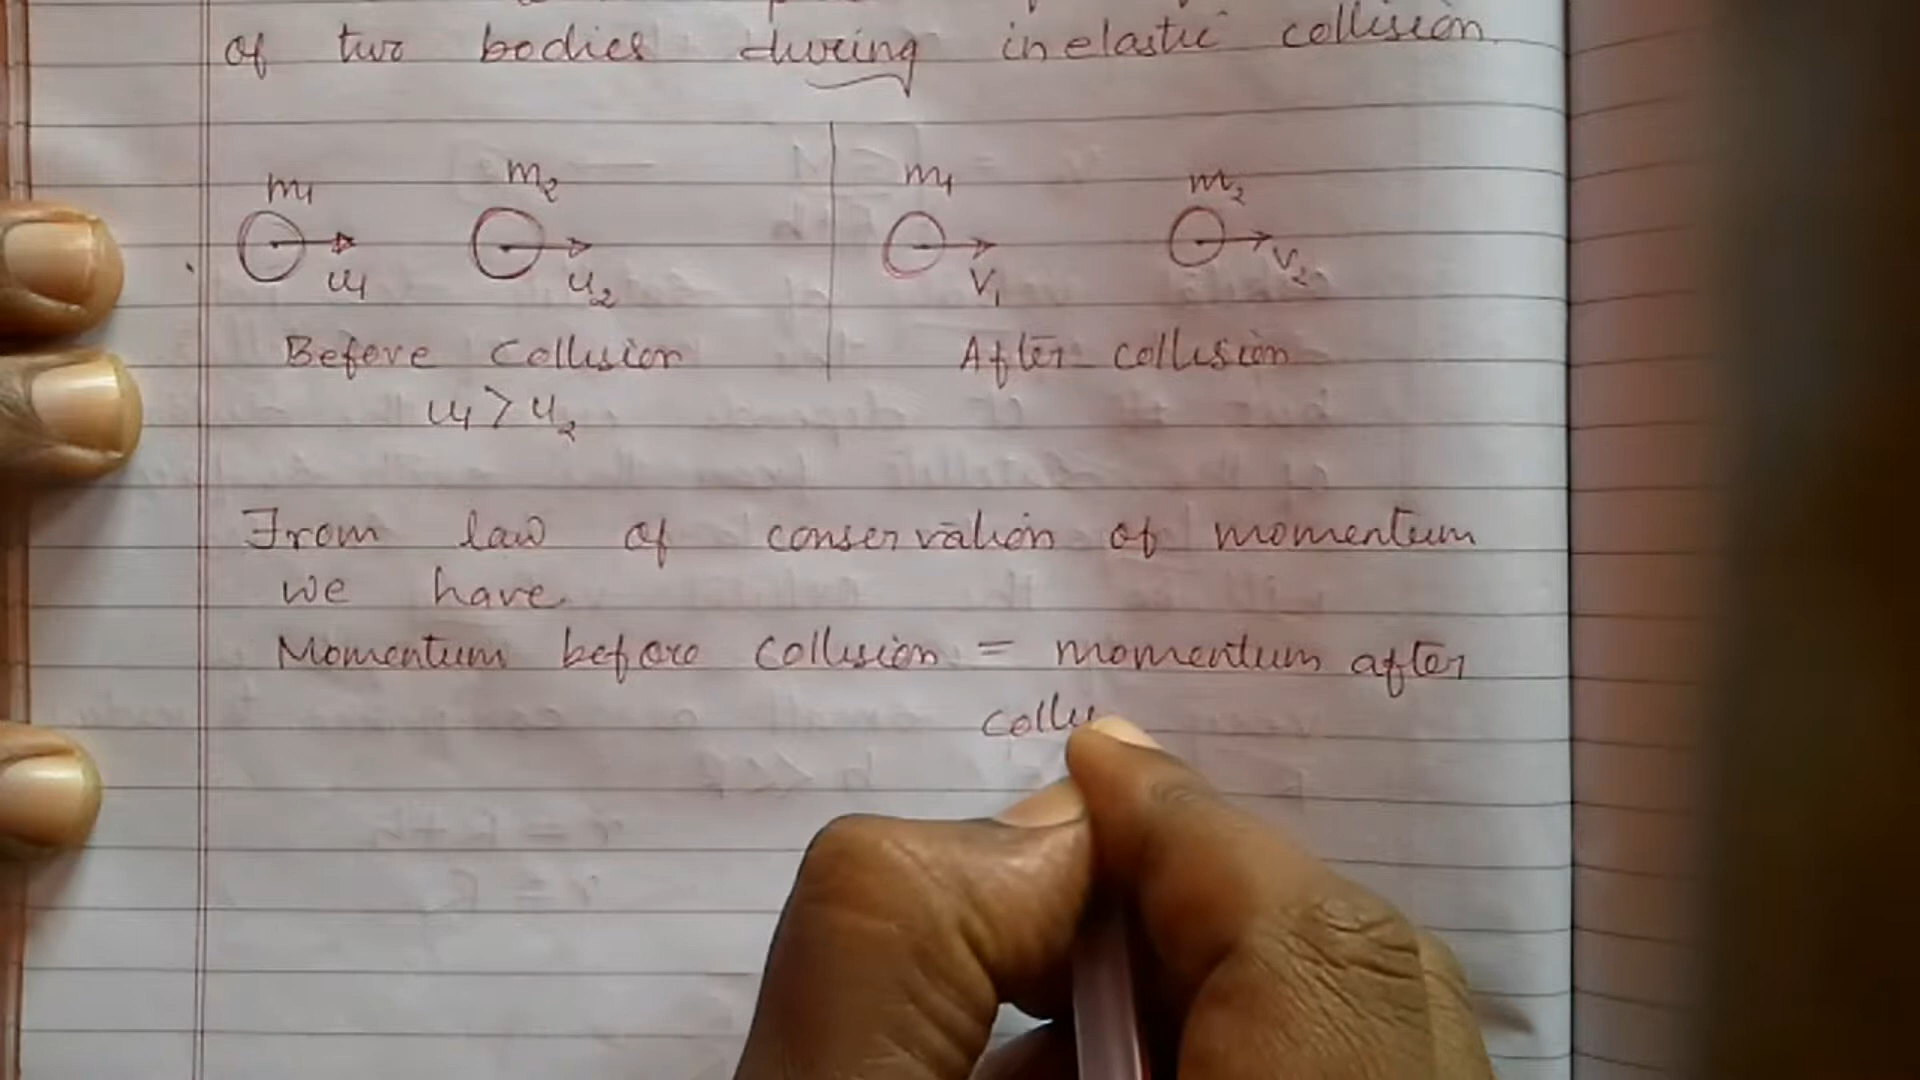 of two bodies during inelastic collision.
m1 m2 m1 m2
u1 u2 V1 V2
Before Collision After collision
u1 > u2
From law of conservation of momentum
we have
Momentum before collision = momentum after
collis